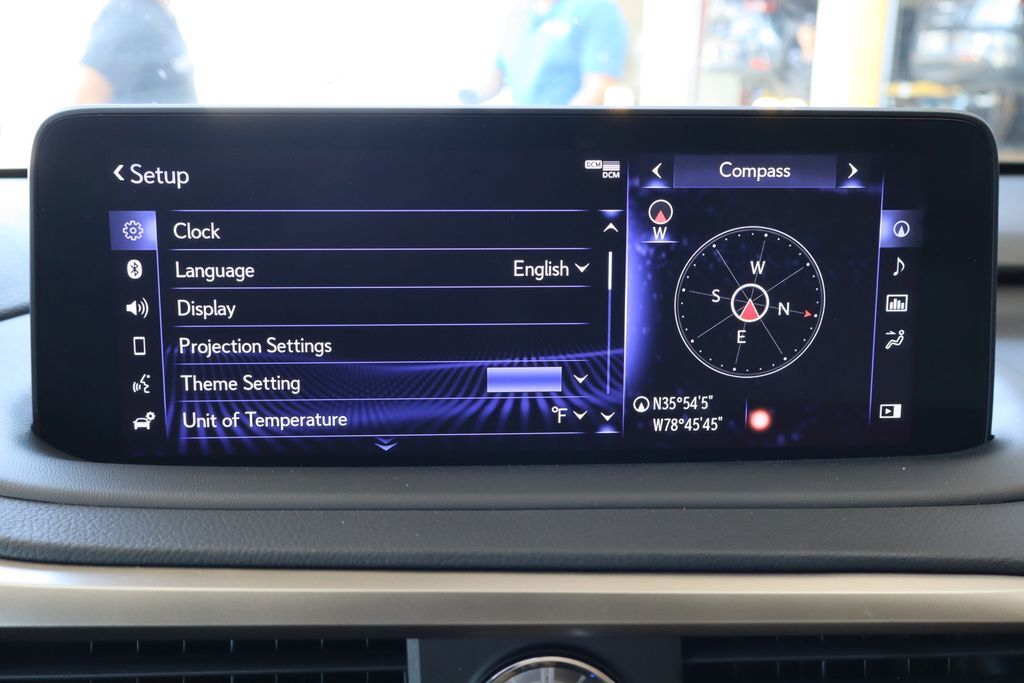 Setup
DCM
DCM
Clock
Language English
Display
Projection Settings
Theme Setting
Unit of Temperature °F
Compass
W
W
S
N
E
N35°54'5"
W78°45'45"